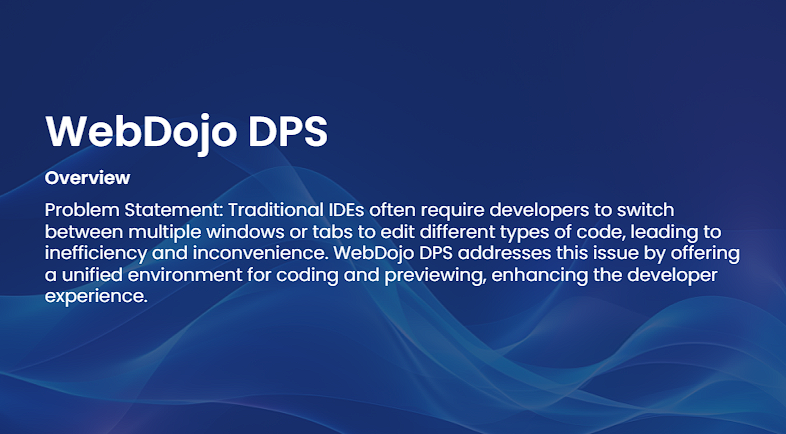 WebDojo DPS
Overview
Problem Statement: Traditional IDEs often require developers to switch
between multiple windows or tabs to edit different types of code, leading to
inefficiency and inconvenience. WebDojo DPS addresses this issue by offering
a unified environment for coding and previewing, enhancing the developer
experience.